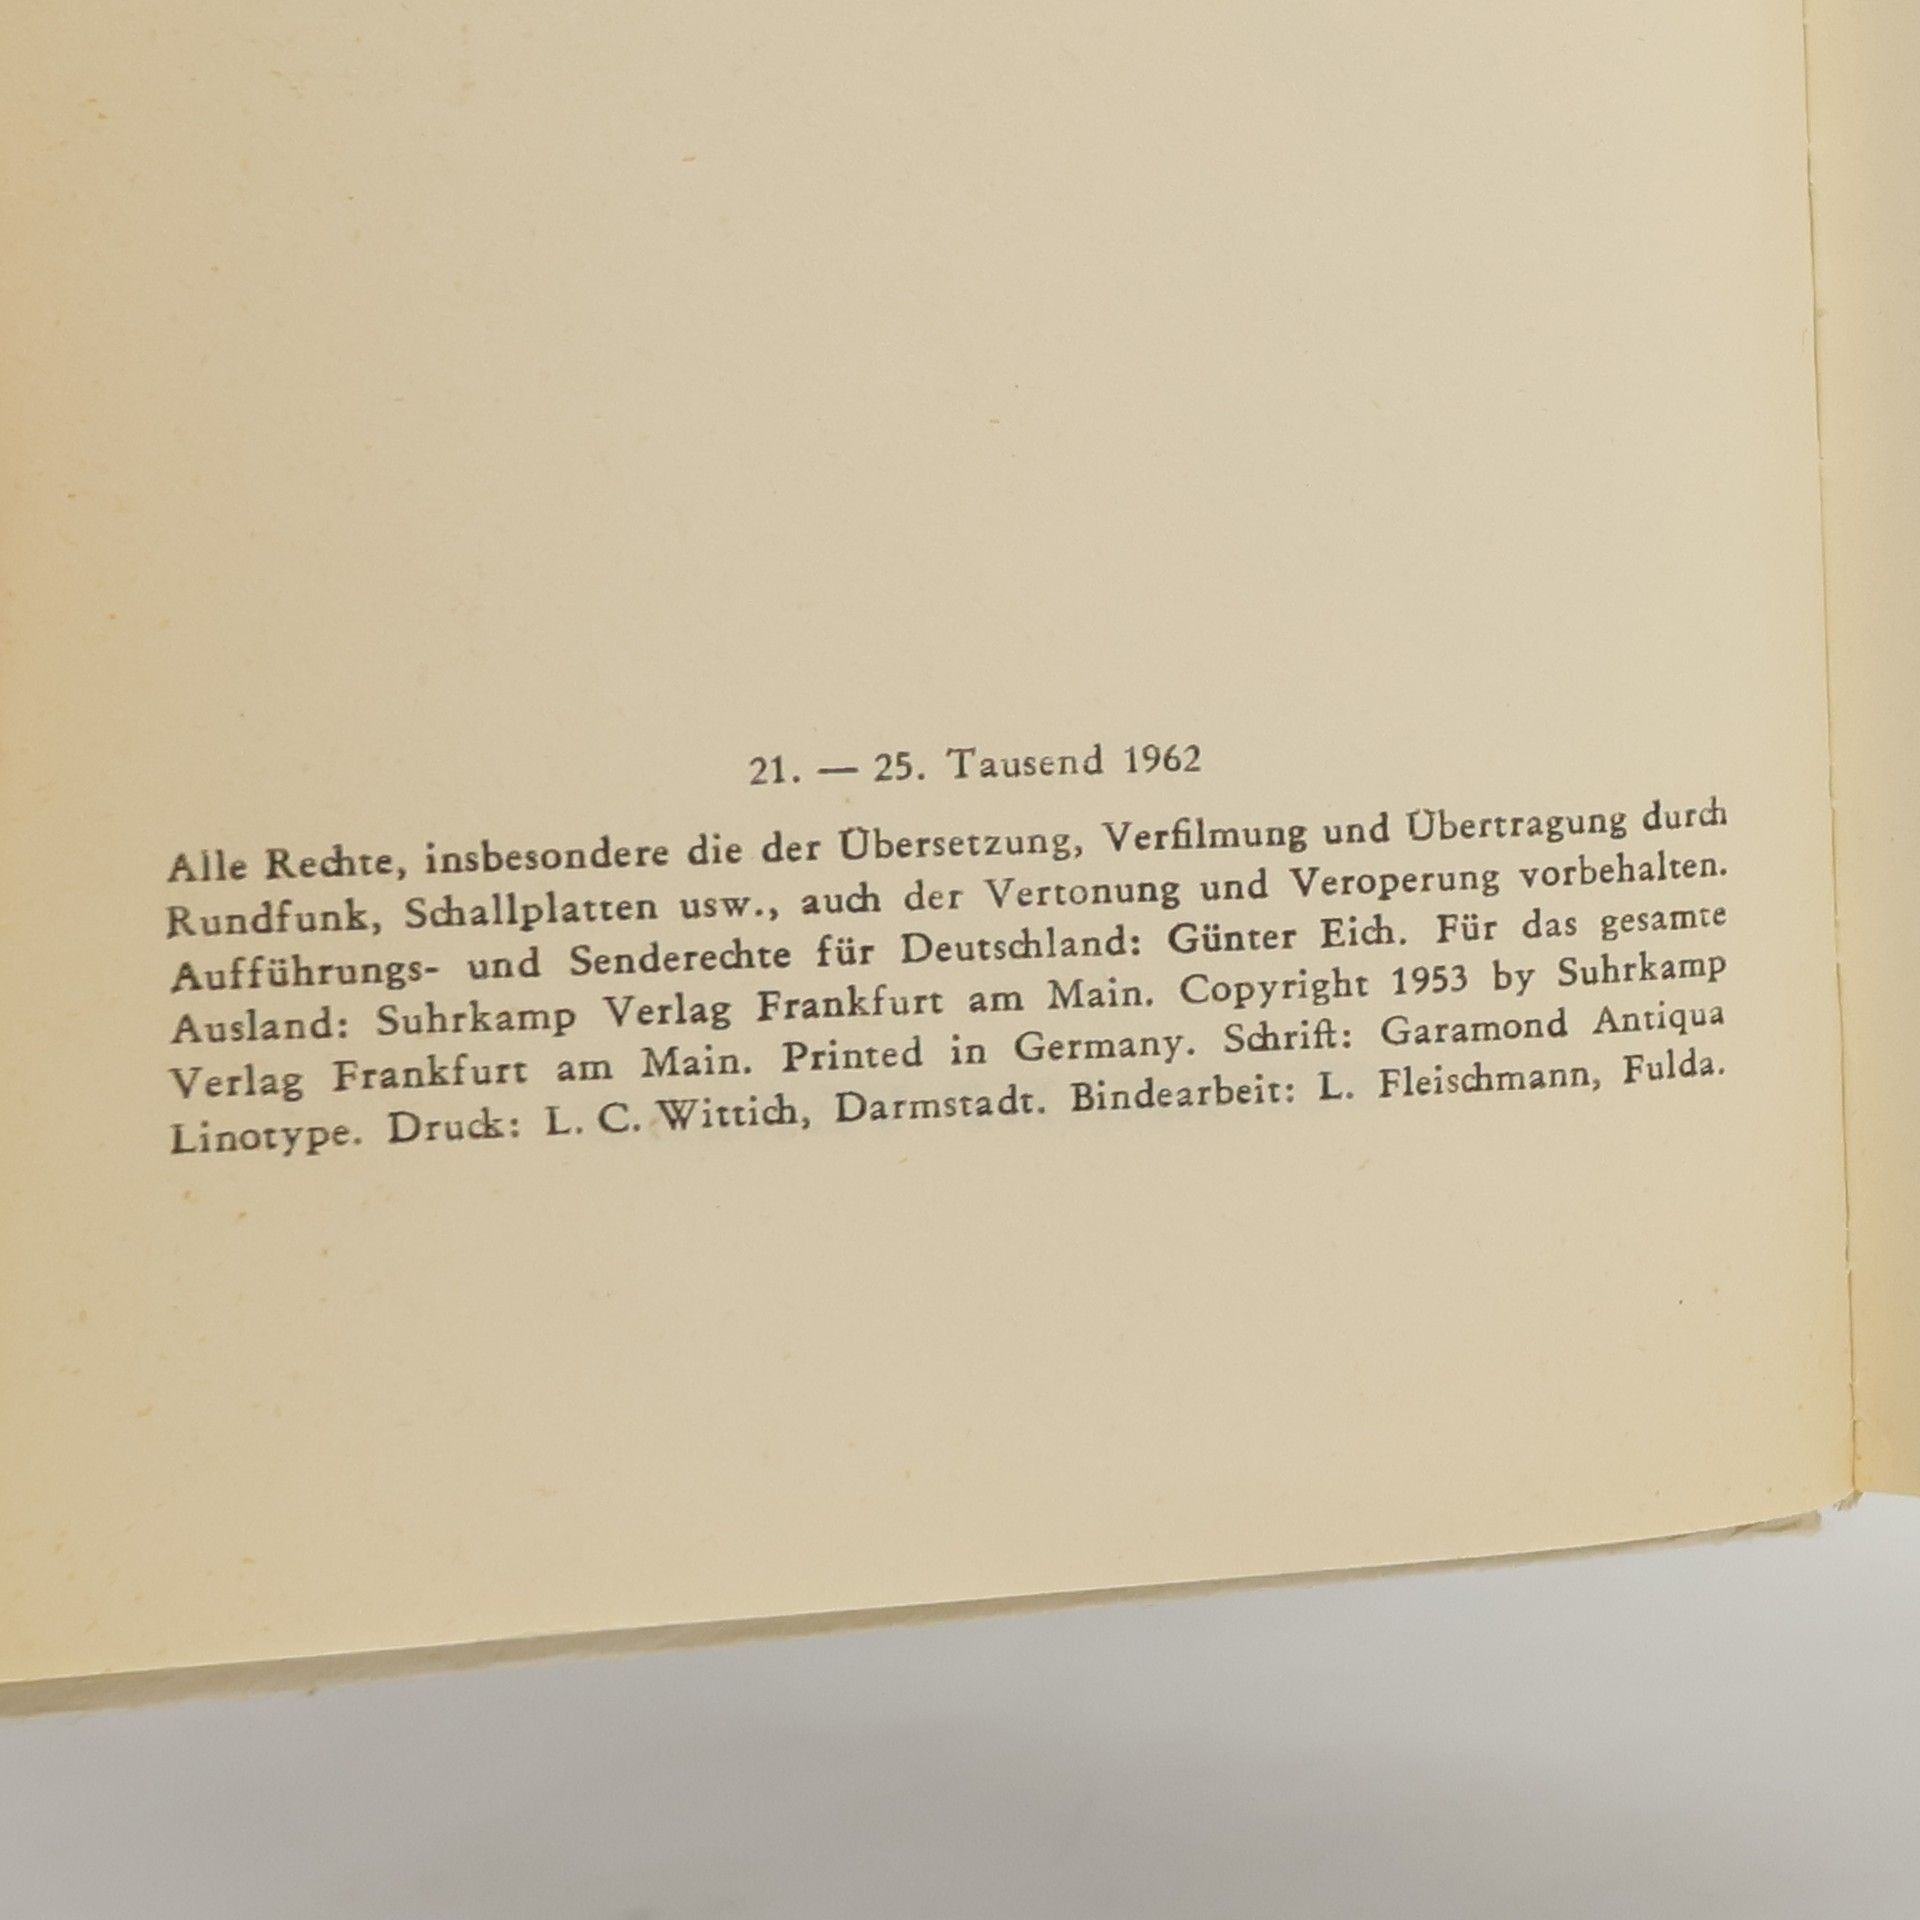 21. — 25. Tausend 1962
Alle Rechte, insbesondere die der Übersetzung, Verfilmung und Übertragung durch
Rundfunk, Schallplatten usw., auch der Vertonung und Veroperung vorbehalten.
Aufführungs- und Senderechte für Deutschland: Günter Eich. Für das gesamte
Ausland: Suhrkamp Verlag Frankfurt am Main. Copyright 1953 by Suhrkamp
Verlag Frankfurt am Main. Printed in Germany. Schrift: Garamond Antiqua
Linotype. Druck: L. C. Wittich, Darmstadt. Bindearbeit: L. Fleischmann, Fulda.